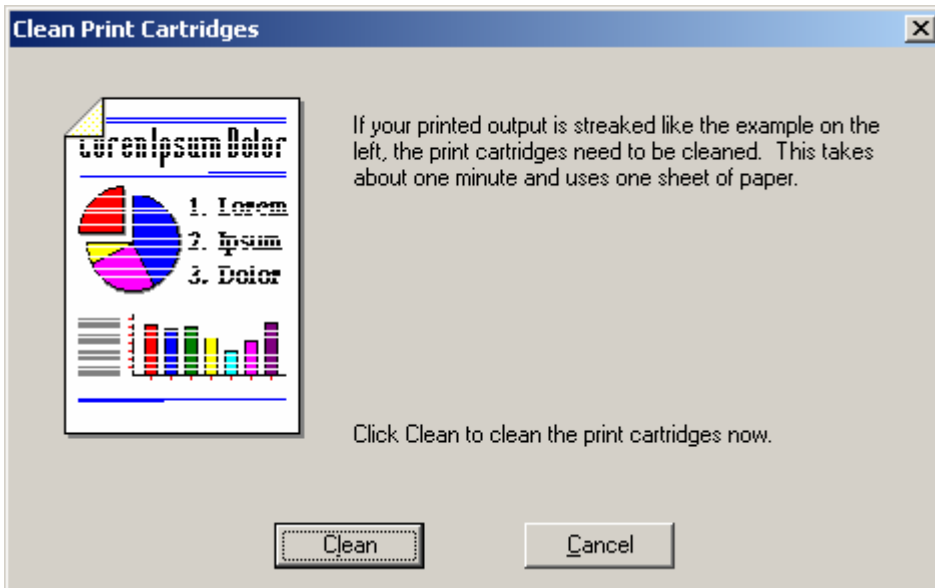 Clean Print Cartridges
Lorem Ipsum Dolor
1. Lorem
2. Ipsum
3. Dolor
If your printed output is streaked like the example on the
left, the print cartridges need to be cleaned.  This takes
about one minute and uses one sheet of paper.
Click Clean to clean the print cartridges now.
Clean
Cancel